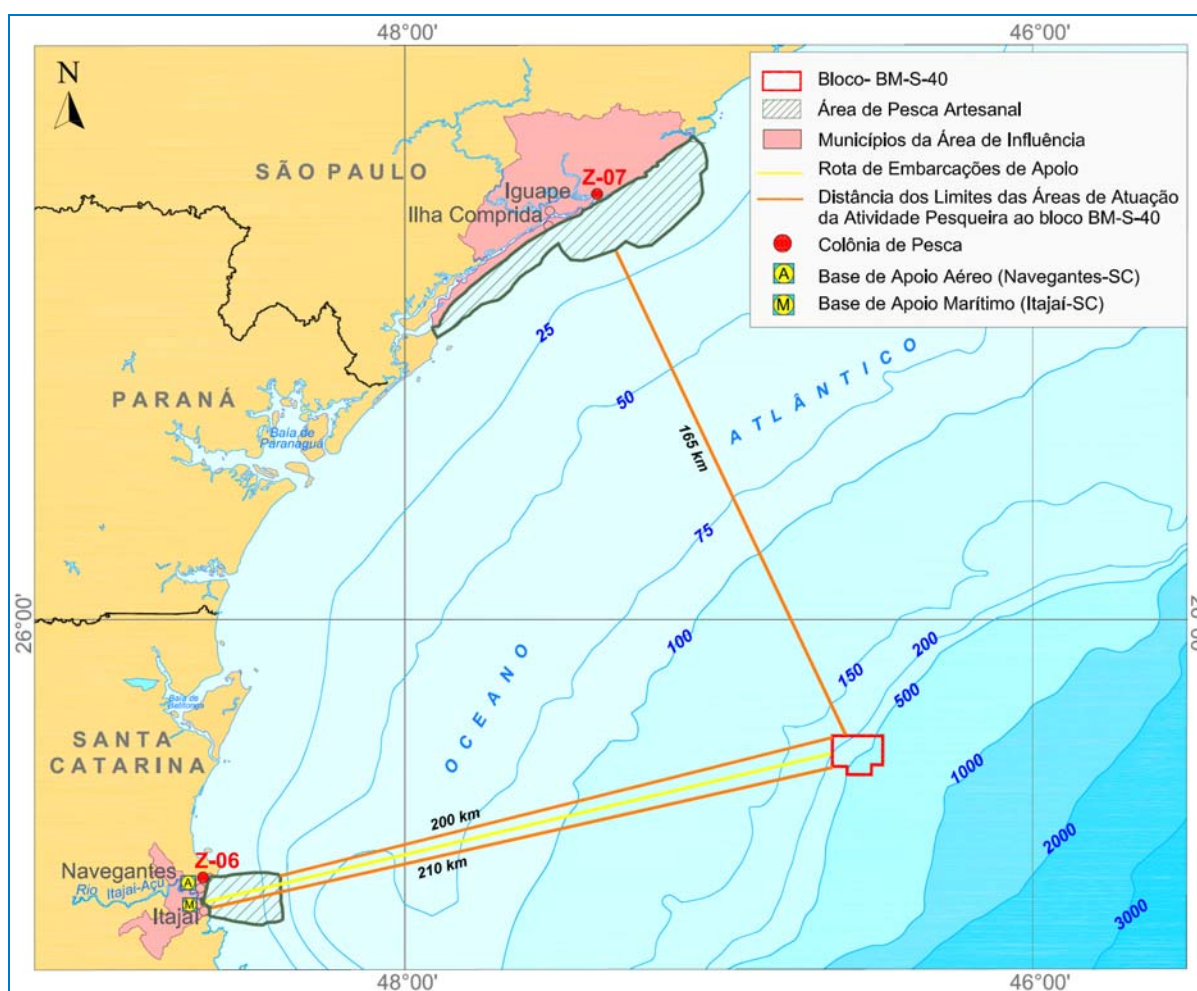 48°00'
46°00'
N
Bloco- BM-S-40
Área de Pesca Artesanal
Municípios da Área de Influência
Rota de Embarcações de Apoio
Distância dos Limites das Áreas de Atuação
da Atividade Pesqueira ao bloco BM-S-40
Colônia de Pesca
A Base de Apoio Aéreo (Navegantes-SC)
M Base de Apoio Marítimo (Itajaí-SC)
SÃO PAULO
Z-07
Iguape
Ilha Comprida
25
50
ATLÂNTICO
PARANÁ
165 km
Baía de
Paranaguá
75
26°00'
100
200
150
500
OCEANO
SANTA
CATARINA
1000
2000
3000
200 km
210 km
Navegantes
Z-06
A
Rio Itajaí-Açu
M
Itajaí
48°00'
46°00'